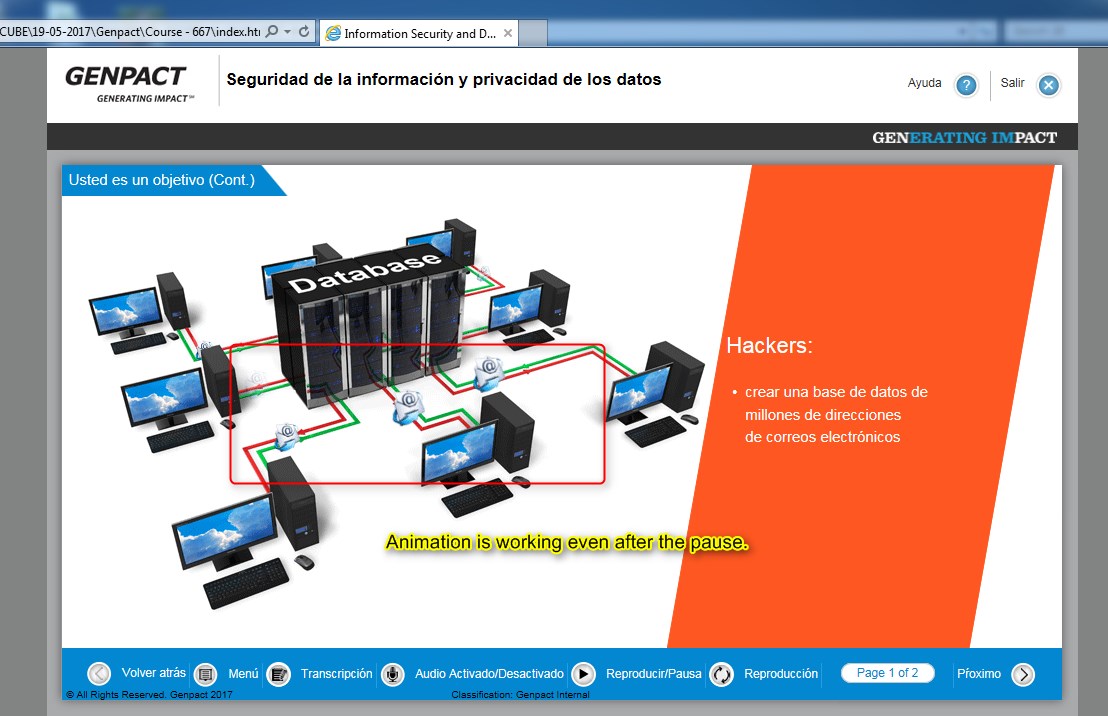 CUBE\19-05-2017\Genpact\Course - 667\index.htı
Information Security and D...
GENPACT
GENERATING IMPACT℠
Seguridad de la información y privacidad de los datos
Ayuda
?
Salir
GENERATING IMPACT
Usted es un objetivo (Cont.)
Database
@
@
@
Hackers:
• crear una base de datos de
millones de direcciones
de correos electrónicos
Animation is working even after the pause.
Volver atrás
Menú
Transcripción
Audio Activado/Desactivado
Reproducir/Pausa
Reproducción
Page 1 of 2
Pŕoximo
© All Rights Reserved. Genpact 2017
Classification: Genpact Internal